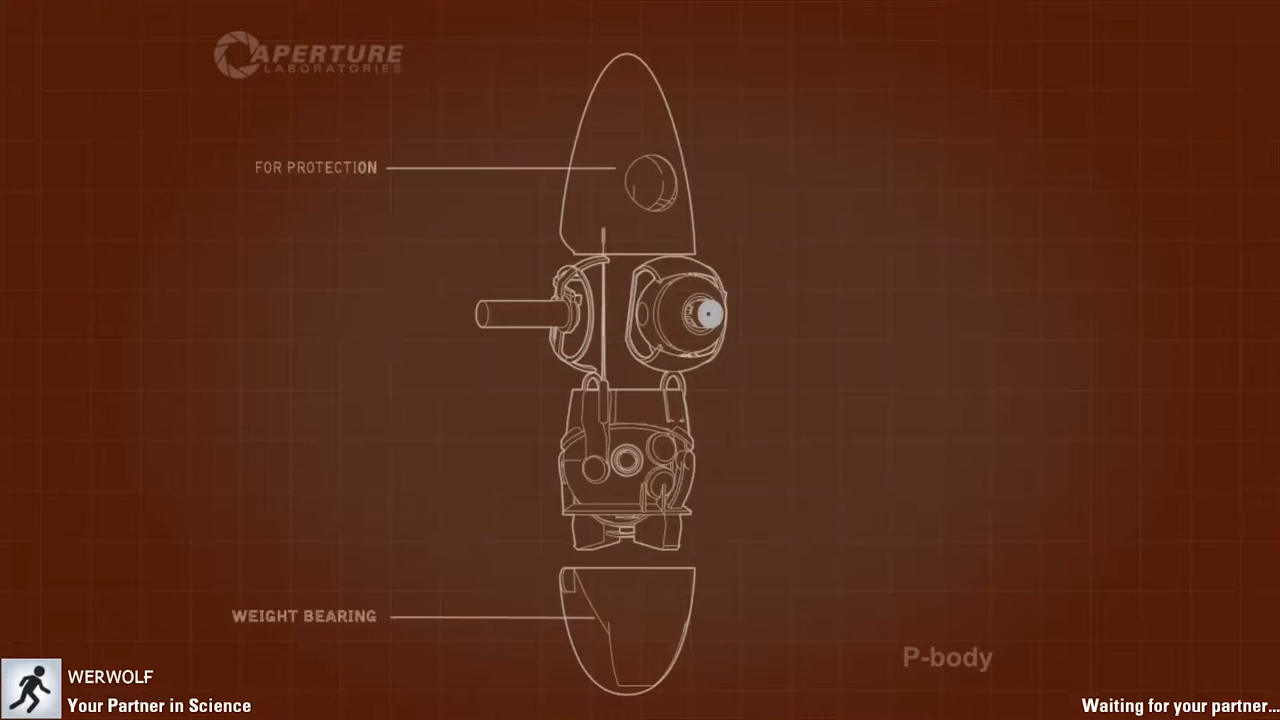 APERTURE
LABORATORIES
FOR PROTECTION
WEIGHT BEARING
P-body
WERWOLF
Your Partner in Science
Waiting for your partner...